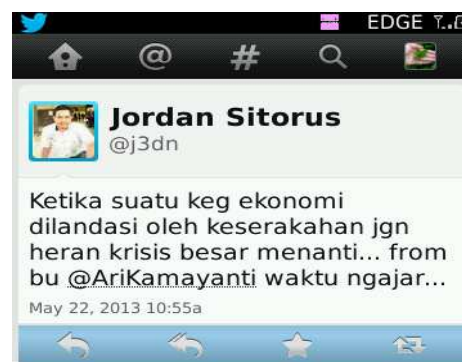 EDGE
@ #
Jordan Sitorus
@j3dn
Ketika suatu keg ekonomi
dilandasi oleh keserakahan jgn
heran krisis besar menanti... from
bu @AriKamayanti waktu ngajar...
May 22, 2013 10:55a